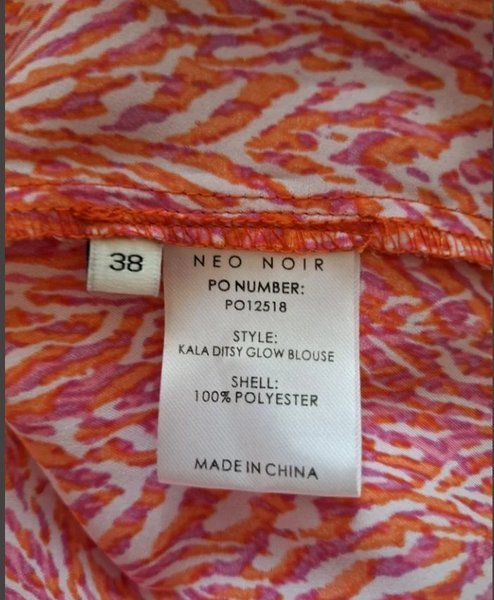 38
NEO NOIR
PO NUMBER:
PO12518
STYLE:
KALA DITSY GLOW BLOUSE
SHELL:
100% POLYESTER
MADE IN CHINA